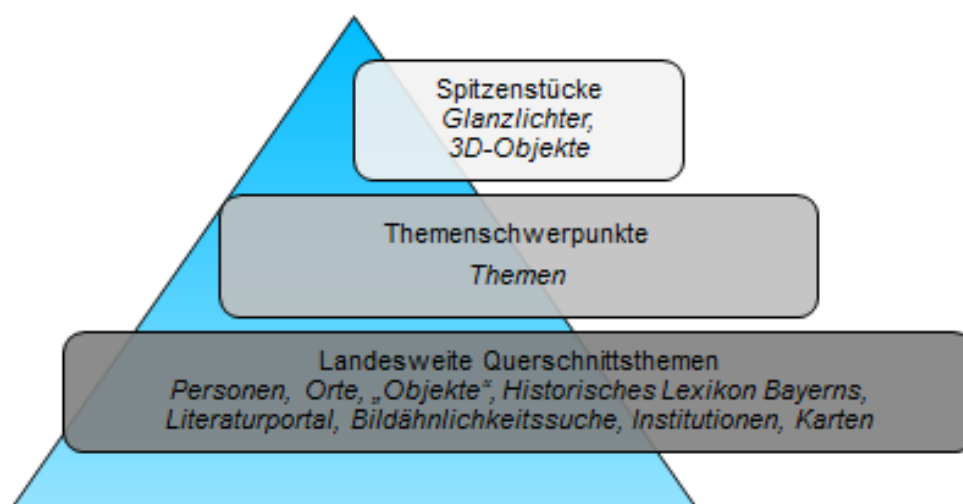 Spitzenstücke
Glanzlichter,
3D-Objekte
Themenschwerpunkte
Themen
Landesweite Querschnittsthemen
Personen, Orte, „Objekte“, Historisches Lexikon Bayerns,
Literaturportal, Bildähnlichkeitssuche, Institutionen, Karten